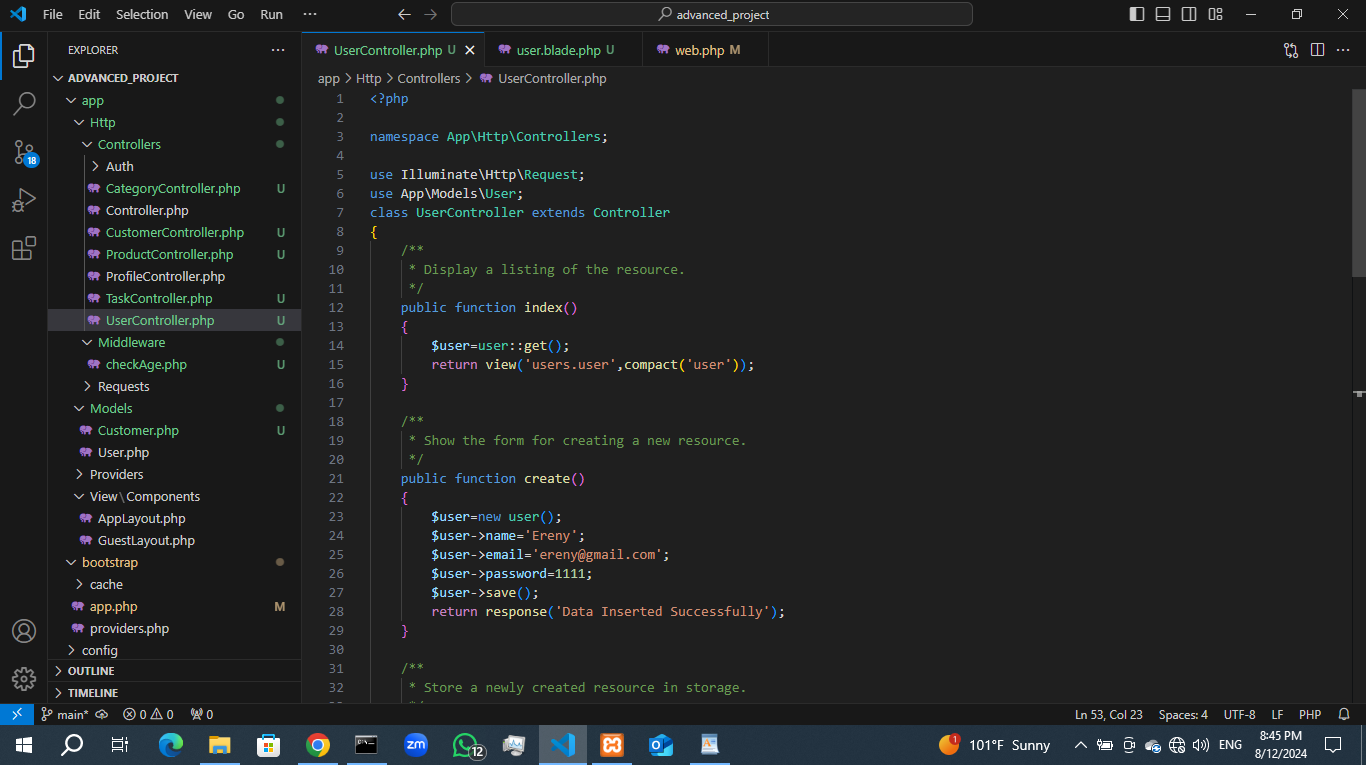 File Edit Selection View Go Run ··· advanced_project
EXPLORER ···
ADVANCED_PROJECT
app
Http
Controllers
Auth
CategoryController.php U
Controller.php
CustomerController.php U
ProductController.php U
ProfileController.php
TaskController.php U
UserController.php U
Middleware
checkAge.php U
Requests
Models
Customer.php U
User.php
Providers
View\Components
AppLayout.php
GuestLayout.php
bootstrap
cache
app.php M
providers.php
config
OUTLINE
TIMELINE
18
UserController.php U user.blade.php U web.php M
app > Http > Controllers > UserController.php
1 <?php
2
3 namespace App\Http\Controllers;
4
5 use Illuminate\Http\Request;
6 use App\Models\User;
7 class UserController extends Controller
8 {
9 /**
10 * Display a listing of the resource.
11 */
12 public function index()
13 {
14 $user=user::get();
15 return view('users.user',compact('user'));
16 }
17
18 /**
19 * Show the form for creating a new resource.
20 */
21 public function create()
22 {
23 $user=new user();
24 $user->name='Ereny';
25 $user->email='ereny@gmail.com';
26 $user->password=1111;
27 $user->save();
28 return response('Data Inserted Successfully');
29 }
30
31 /**
32 * Store a newly created resource in storage.
main* 0 0 0 Ln 53, Col 23 Spaces: 4 UTF-8 LF PHP
zm 12 1 101°F Sunny ENG 8:45 PM
8/12/2024